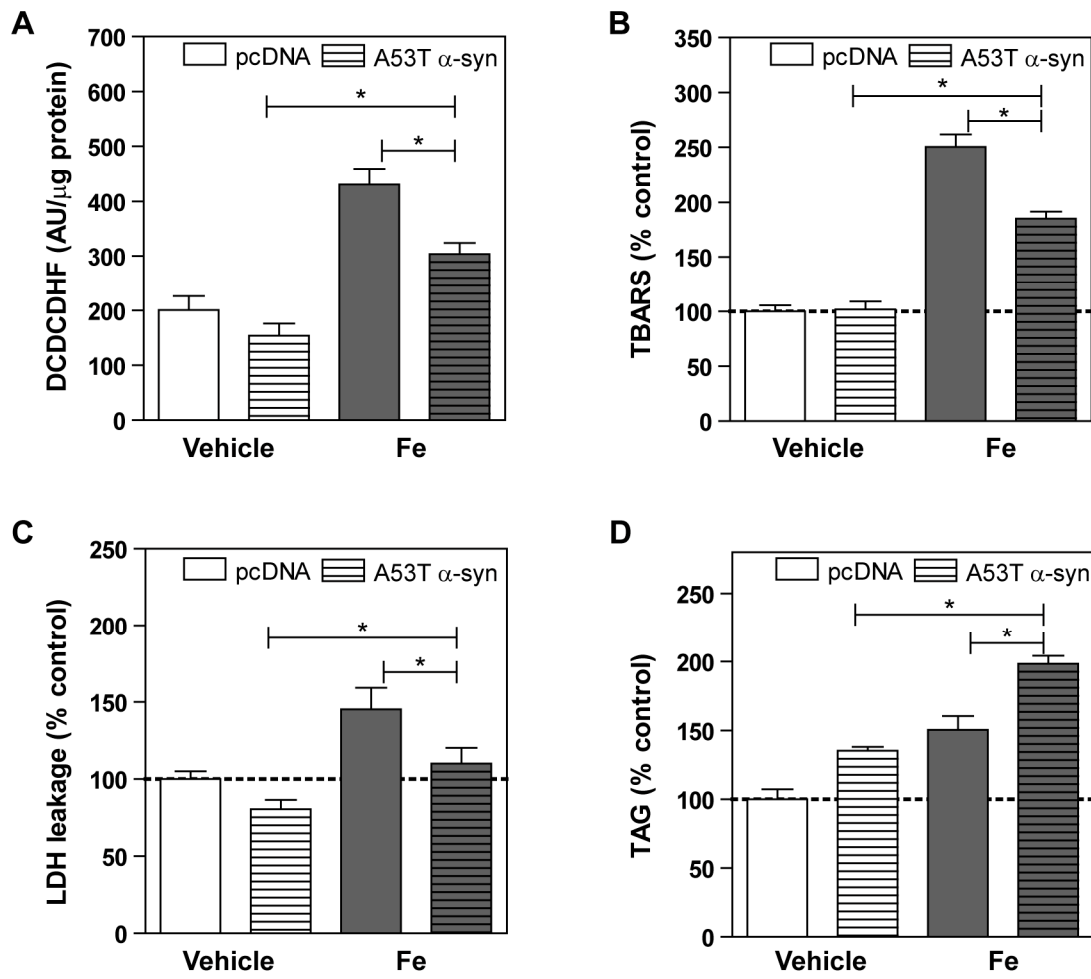 A
DCDCDHF (AU/μg protein)
700
600
500
400
300
200
100
0
pcDNA A53T α-syn
*
*
Vehicle Fe
B
TBARS (% control)
350
300
250
200
150
100
50
0
pcDNA A53T α-syn
*
*
Vehicle Fe
C
LDH leakage (% control)
250
200
150
100
50
0
pcDNA A53T α-syn
*
*
Vehicle Fe
D
TAG (% control)
250
200
150
100
50
0
pcDNA A53T α-syn
*
*
Vehicle Fe